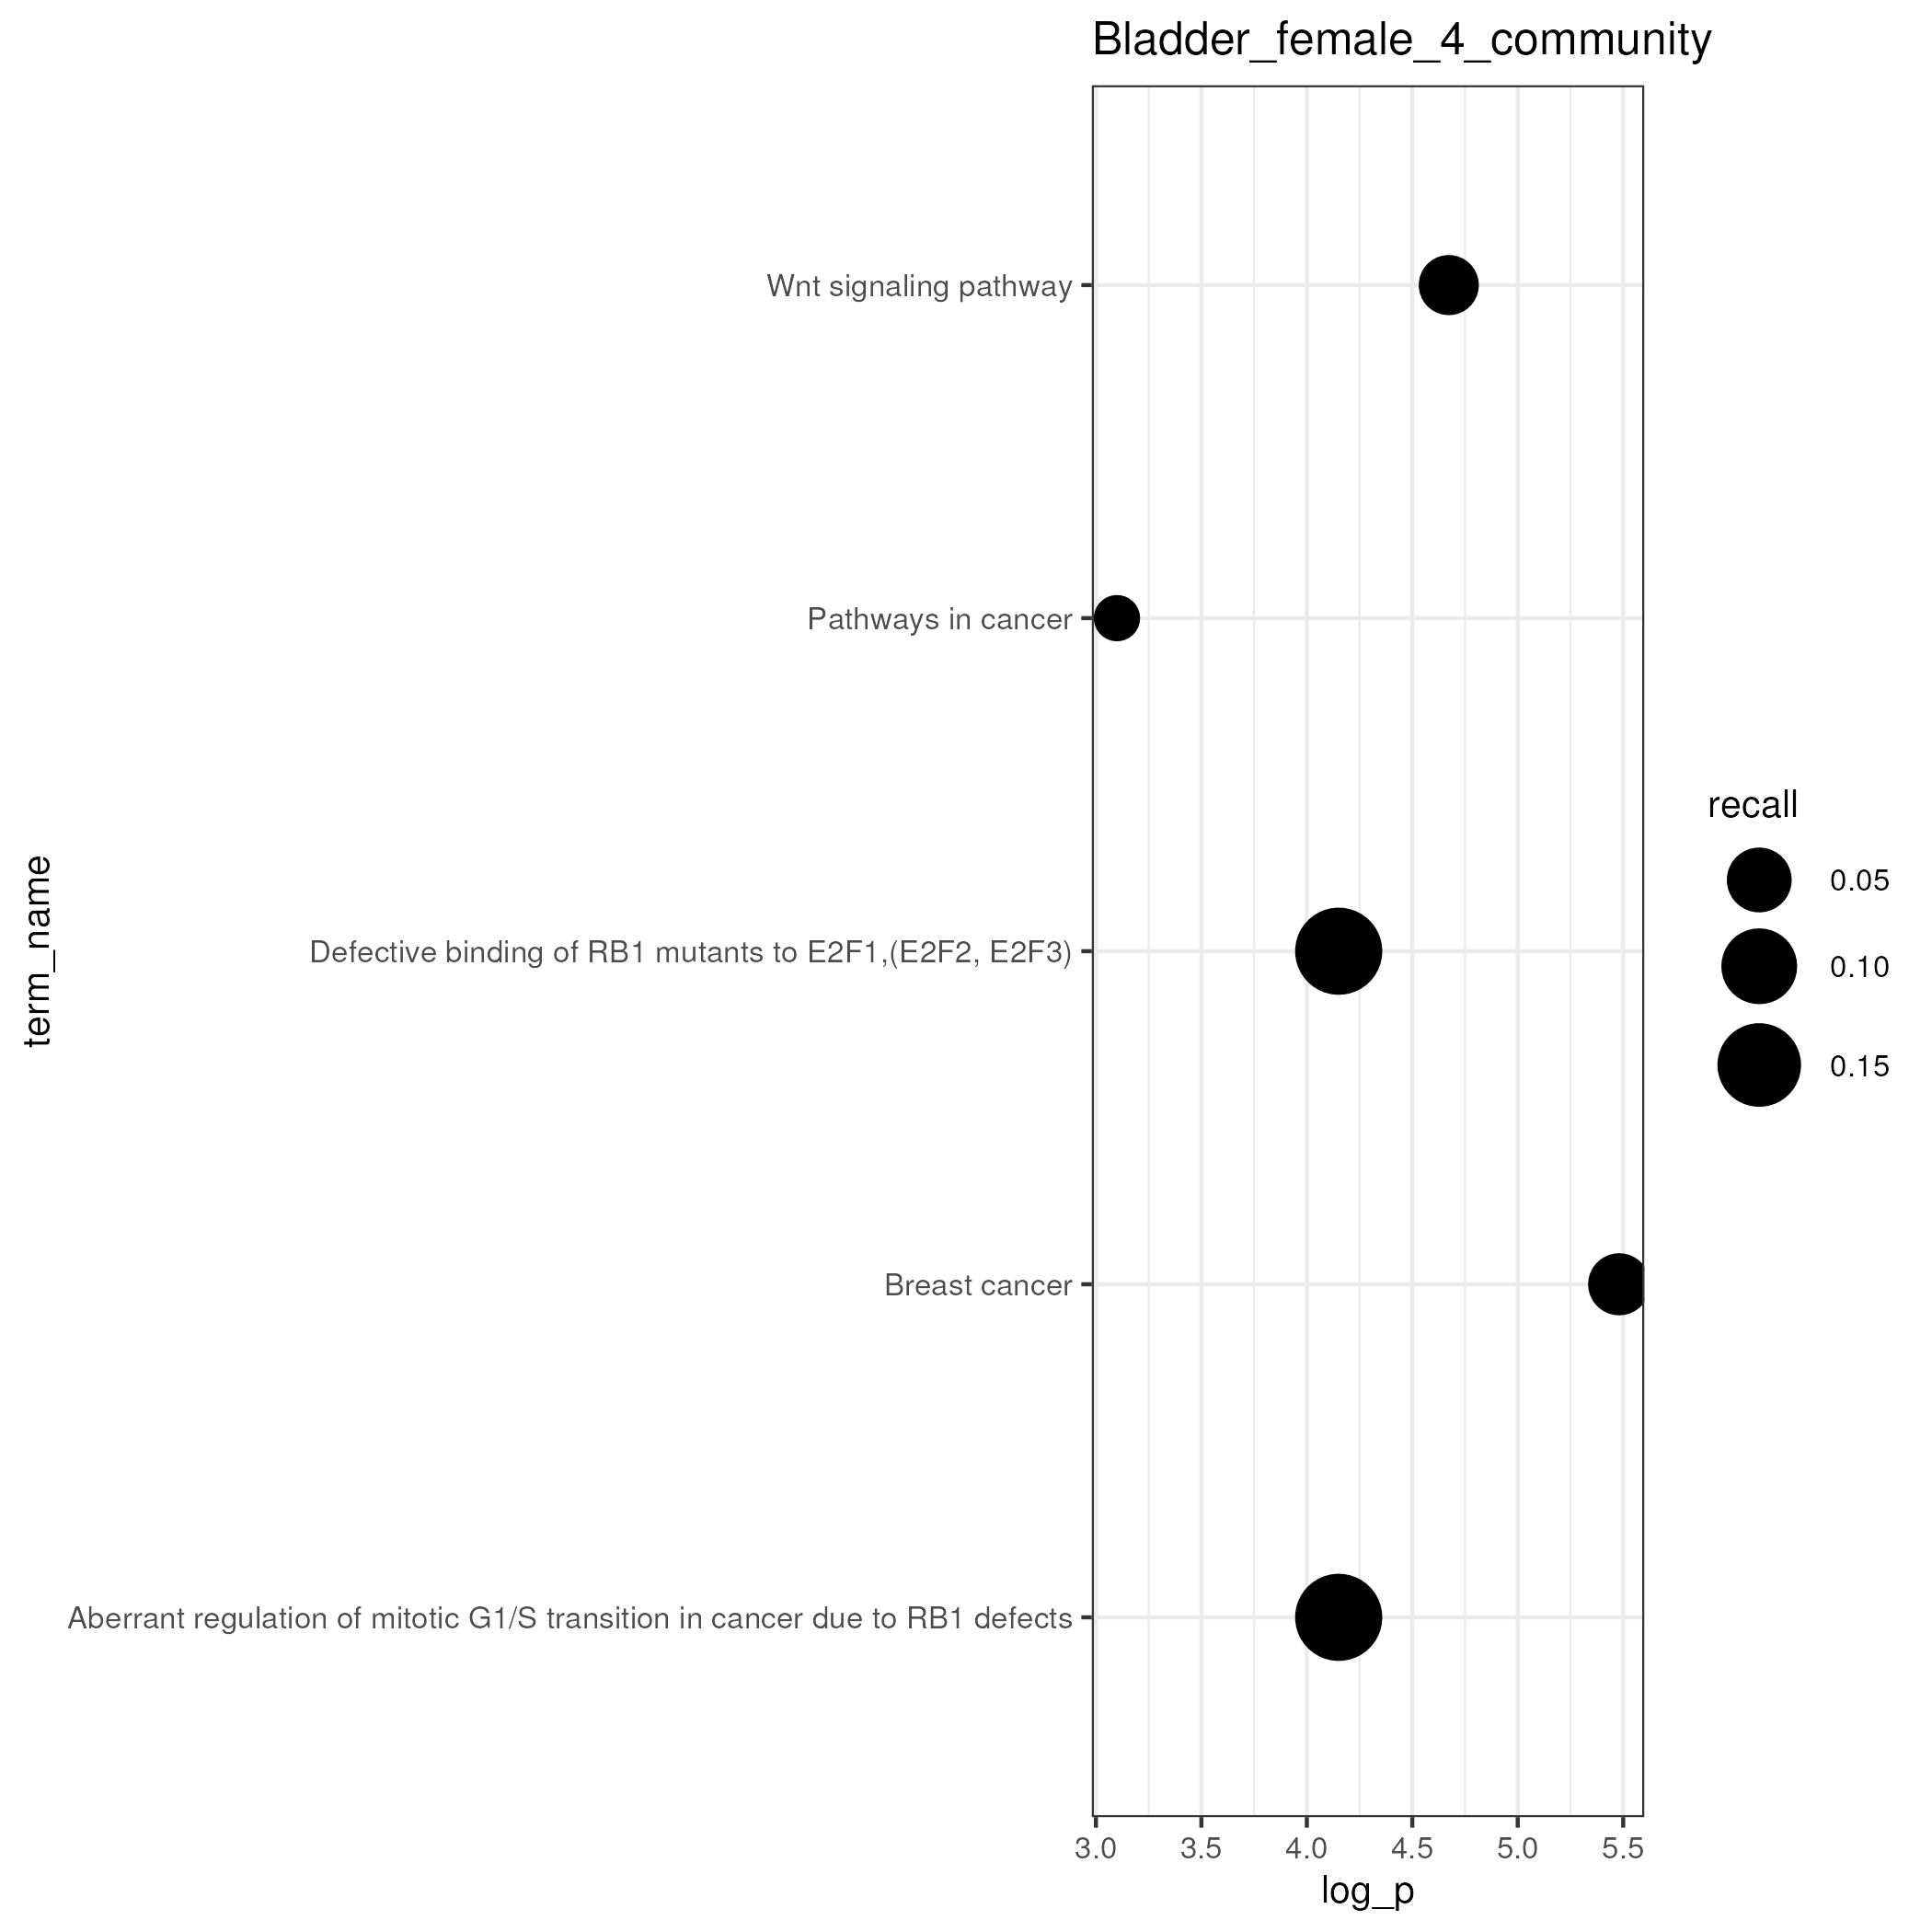 Bladder_female_4_community
term_name
Wnt signaling pathway
Pathways in cancer
Defective binding of RB1 mutants to E2F1,(E2F2, E2F3)
Breast cancer
Aberrant regulation of mitotic G1/S transition in cancer due to RB1 defects
3.0 3.5 4.0 4.5 5.0 5.5
log_p
recall
0.05
0.10
0.15